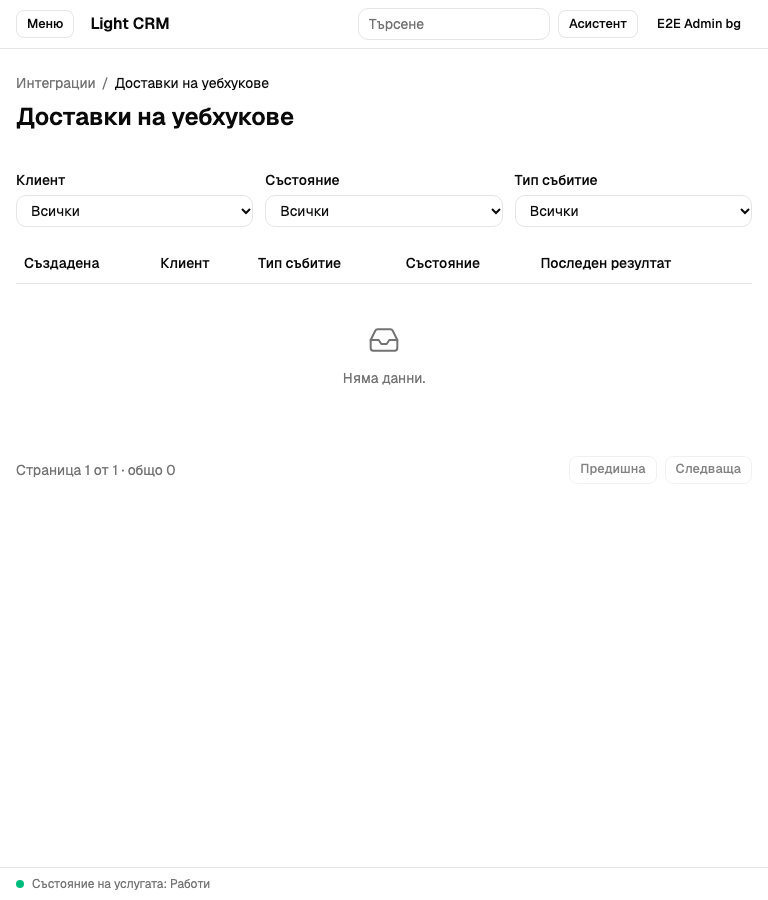 Меню Light CRM Търсене Асистент E2E Admin bg
Интеграции / Доставки на уебхукове
Доставки на уебхукове
Клиент Състояние Тип събитие
Всички Всички Всички
Създадена Клиент Тип събитие Състояние Последен резултат
Няма данни.
Страница 1 от 1 · общо 0 Предишна Следваща
Състояние на услугата: Работи